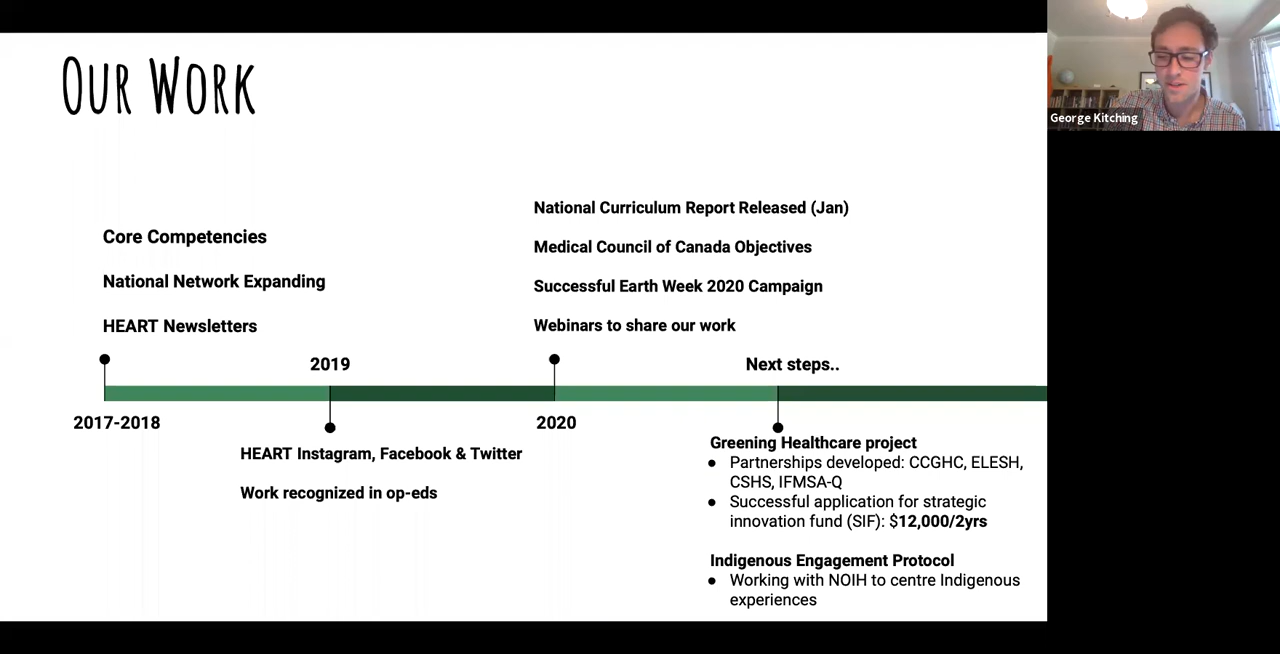 OUR WORK
George Kitching
National Curriculum Report Released (Jan)
Core Competencies
Medical Council of Canada Objectives
National Network Expanding
Successful Earth Week 2020 Campaign
HEART Newsletters
Webinars to share our work
2019
Next steps..
2017-2018
2020
HEART Instagram, Facebook & Twitter
Work recognized in op-eds
Greening Healthcare project
● Partnerships developed: CCGHC, ELESH,
CSHS, IFMSA-Q
● Successful application for strategic
innovation fund (SIF): $12,000/2yrs
Indigenous Engagement Protocol
● Working with NOIH to centre Indigenous
experiences